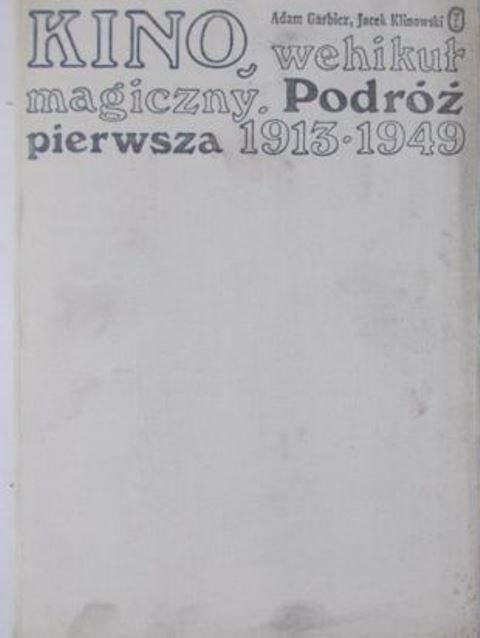 Adam Garbicz, Jacek Klinowski
KINO, wehikuł
magiczny. Podróż
pierwsza 1913·1949